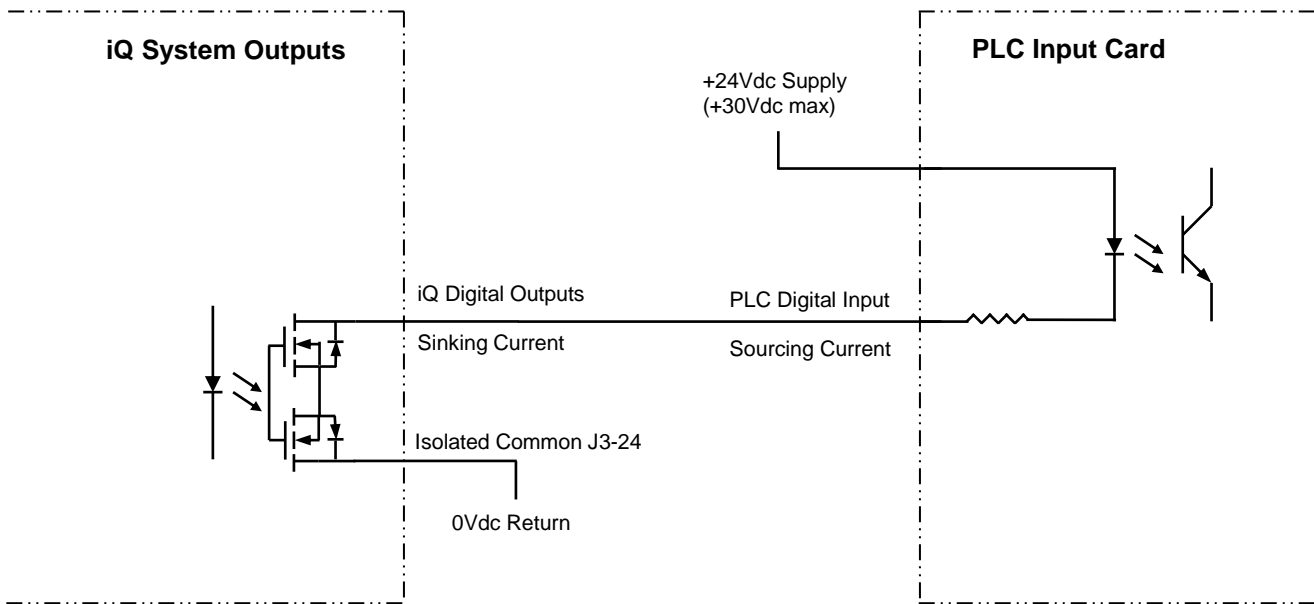 iQ System Outputs
PLC Input Card
+24Vdc Supply
(+30Vdc max)
iQ Digital Outputs
PLC Digital Input
Sinking Current
Sourcing Current
Isolated Common J3-24
0Vdc Return